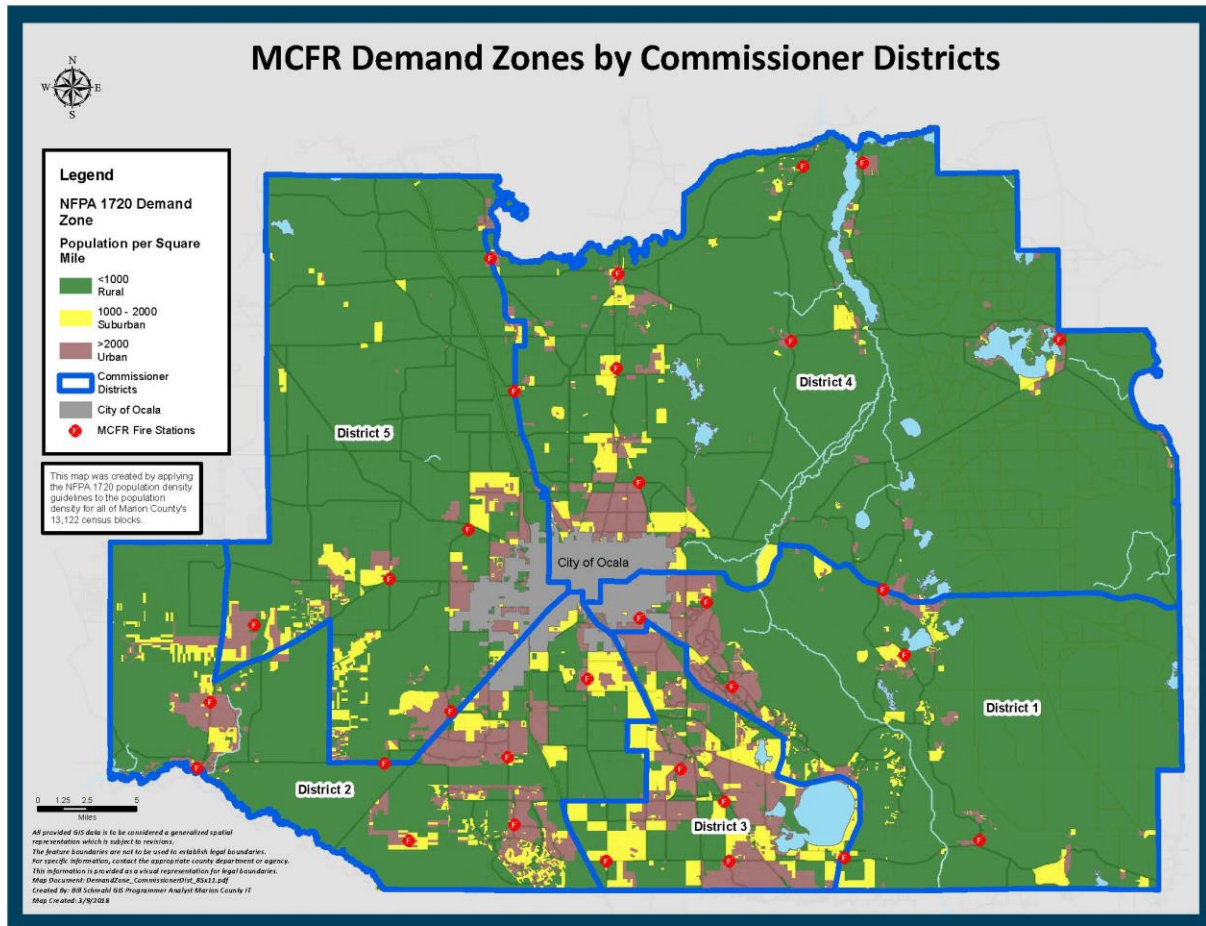 MCFR Demand Zones by Commissioner Districts
N
W E
S
Legend
NFPA 1720 Demand
Zone
Population per Square
Mile
<1000
Rural
1000 - 2000
Suburban
>2000
Urban
Commissioner
Districts
City of Ocala
F MCFR Fire Stations
This map was created by applying
the NFPA 1720 population density
guidelines to the population
density for all of Marion County's
13,122 census blocks.
District 4
District 5
City of Ocala
District 1
District 2
District 3
0 1.25 2.5 5
Miles
All provided GIS data is to be considered a generalized spatial
representation which is subject to revisions.
The feature boundaries are not to be used to establish legal boundaries.
For specific information, contact the appropriate county department or agency.
This information is provided as a visual representation for legal boundaries.
Map Document: DemandZone_CommissionerDist_85x11.pdf
Created By: Bill Schmahl GIS Programmer Analyst Marion County IT
Map Created: 3/9/2018